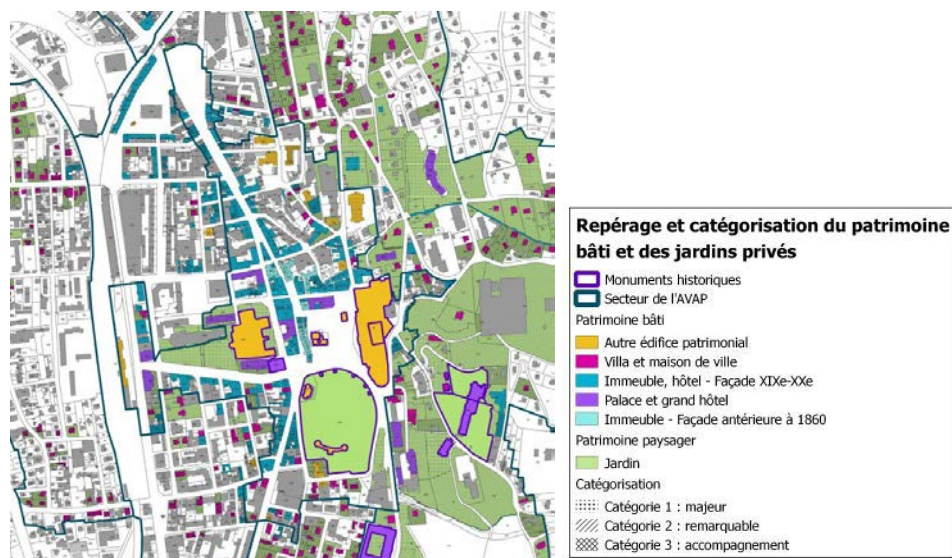 Repérage et catégorisation du patrimoine
bâti et des jardins privés
Monuments historiques
Secteur de l'AVAP
Patrimoine bâti
Autre édifice patrimonial
Villa et maison de ville
Immeuble, hôtel - Façade XIXe-XXe
Palace et grand hôtel
Immeuble - Façade antérieure à 1860
Patrimoine paysager
Jardin
Catégorisation
Catégorie 1 : majeur
Catégorie 2 : remarquable
Catégorie 3 : accompagnement